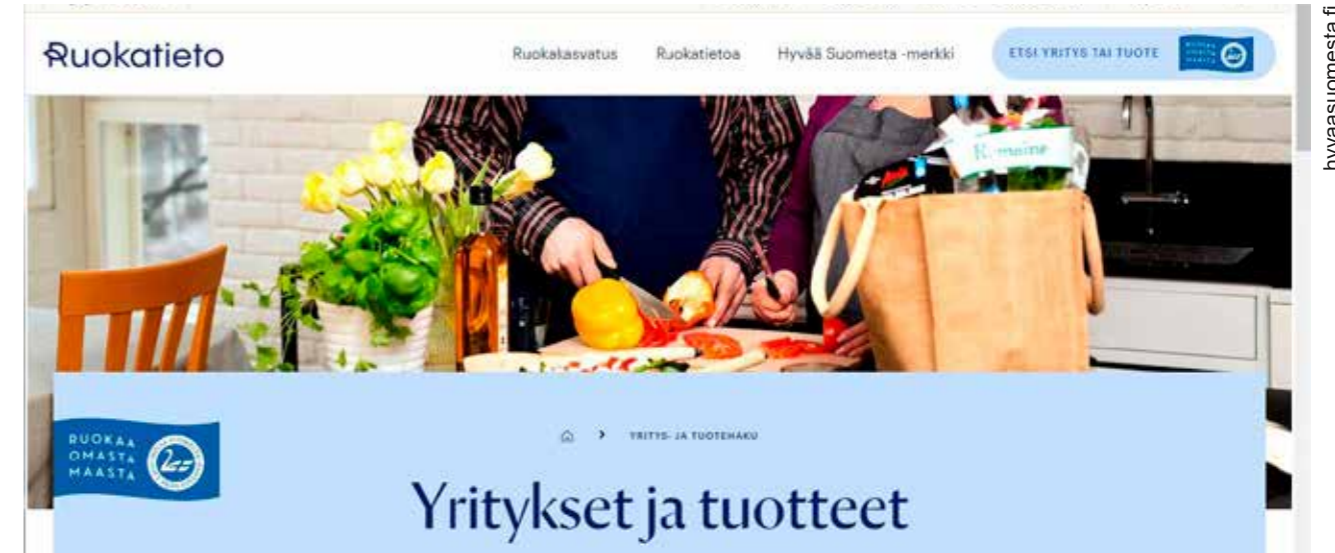 Ruokatieto
Ruokakasvatus Ruokatietoa Hyvää Suomesta -merkki ETSI YRITYS TAI TUOTE
Romaine
RUOKAA
OMASTA
MAASTA
YRITYS- JA TUOTEHAKU
Yritykset ja tuotteet
hyvaasuomesta.fi